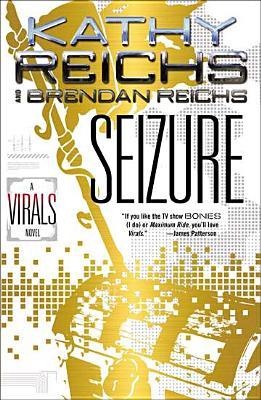 KATHY
REICHS
AND BRENDAN REICHS
SEIZURE
A
VIRALS
NOVEL
"If you like the TV show BONES
(I do) or Maximum Ride, you'll love
Virals." —James Patterson